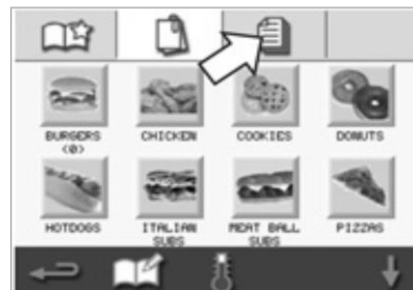 BURGERS CHICKEN COOKIES DONUTS
(0)
HOTDOGS ITALIAN MEAT BALL PIZZAS
SUBS SUBS